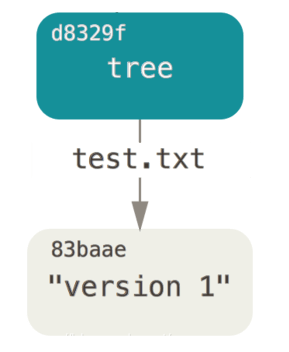 d8329f
tree
test.txt
83baae
"version 1"